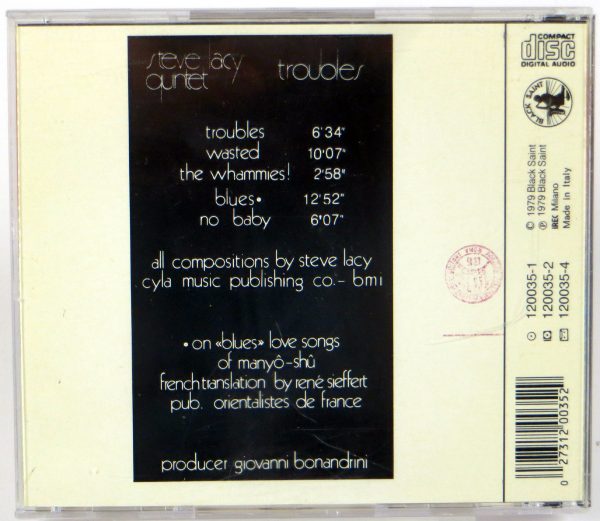 steve lacy
quintet
troubles
troubles 6'34"
wasted 10'07"
the whammies! 2'58"
blues• 12'52"
no baby 6'07"
all compositions by steve lacy
cyla music publishing co.- bmi
• on «blues» love songs
of manyô-shû
french translation by rené sieffert
pub. orientalistes de france
producer giovanni bonandrini
COMPACT
disc
DIGITAL AUDIO
BLACK SAINT
© 1979 Black Saint
℗ 1979 Black Saint
IREC Milano
Made in Italy
120035-1
120035-2
120035-4
0 27312 00352